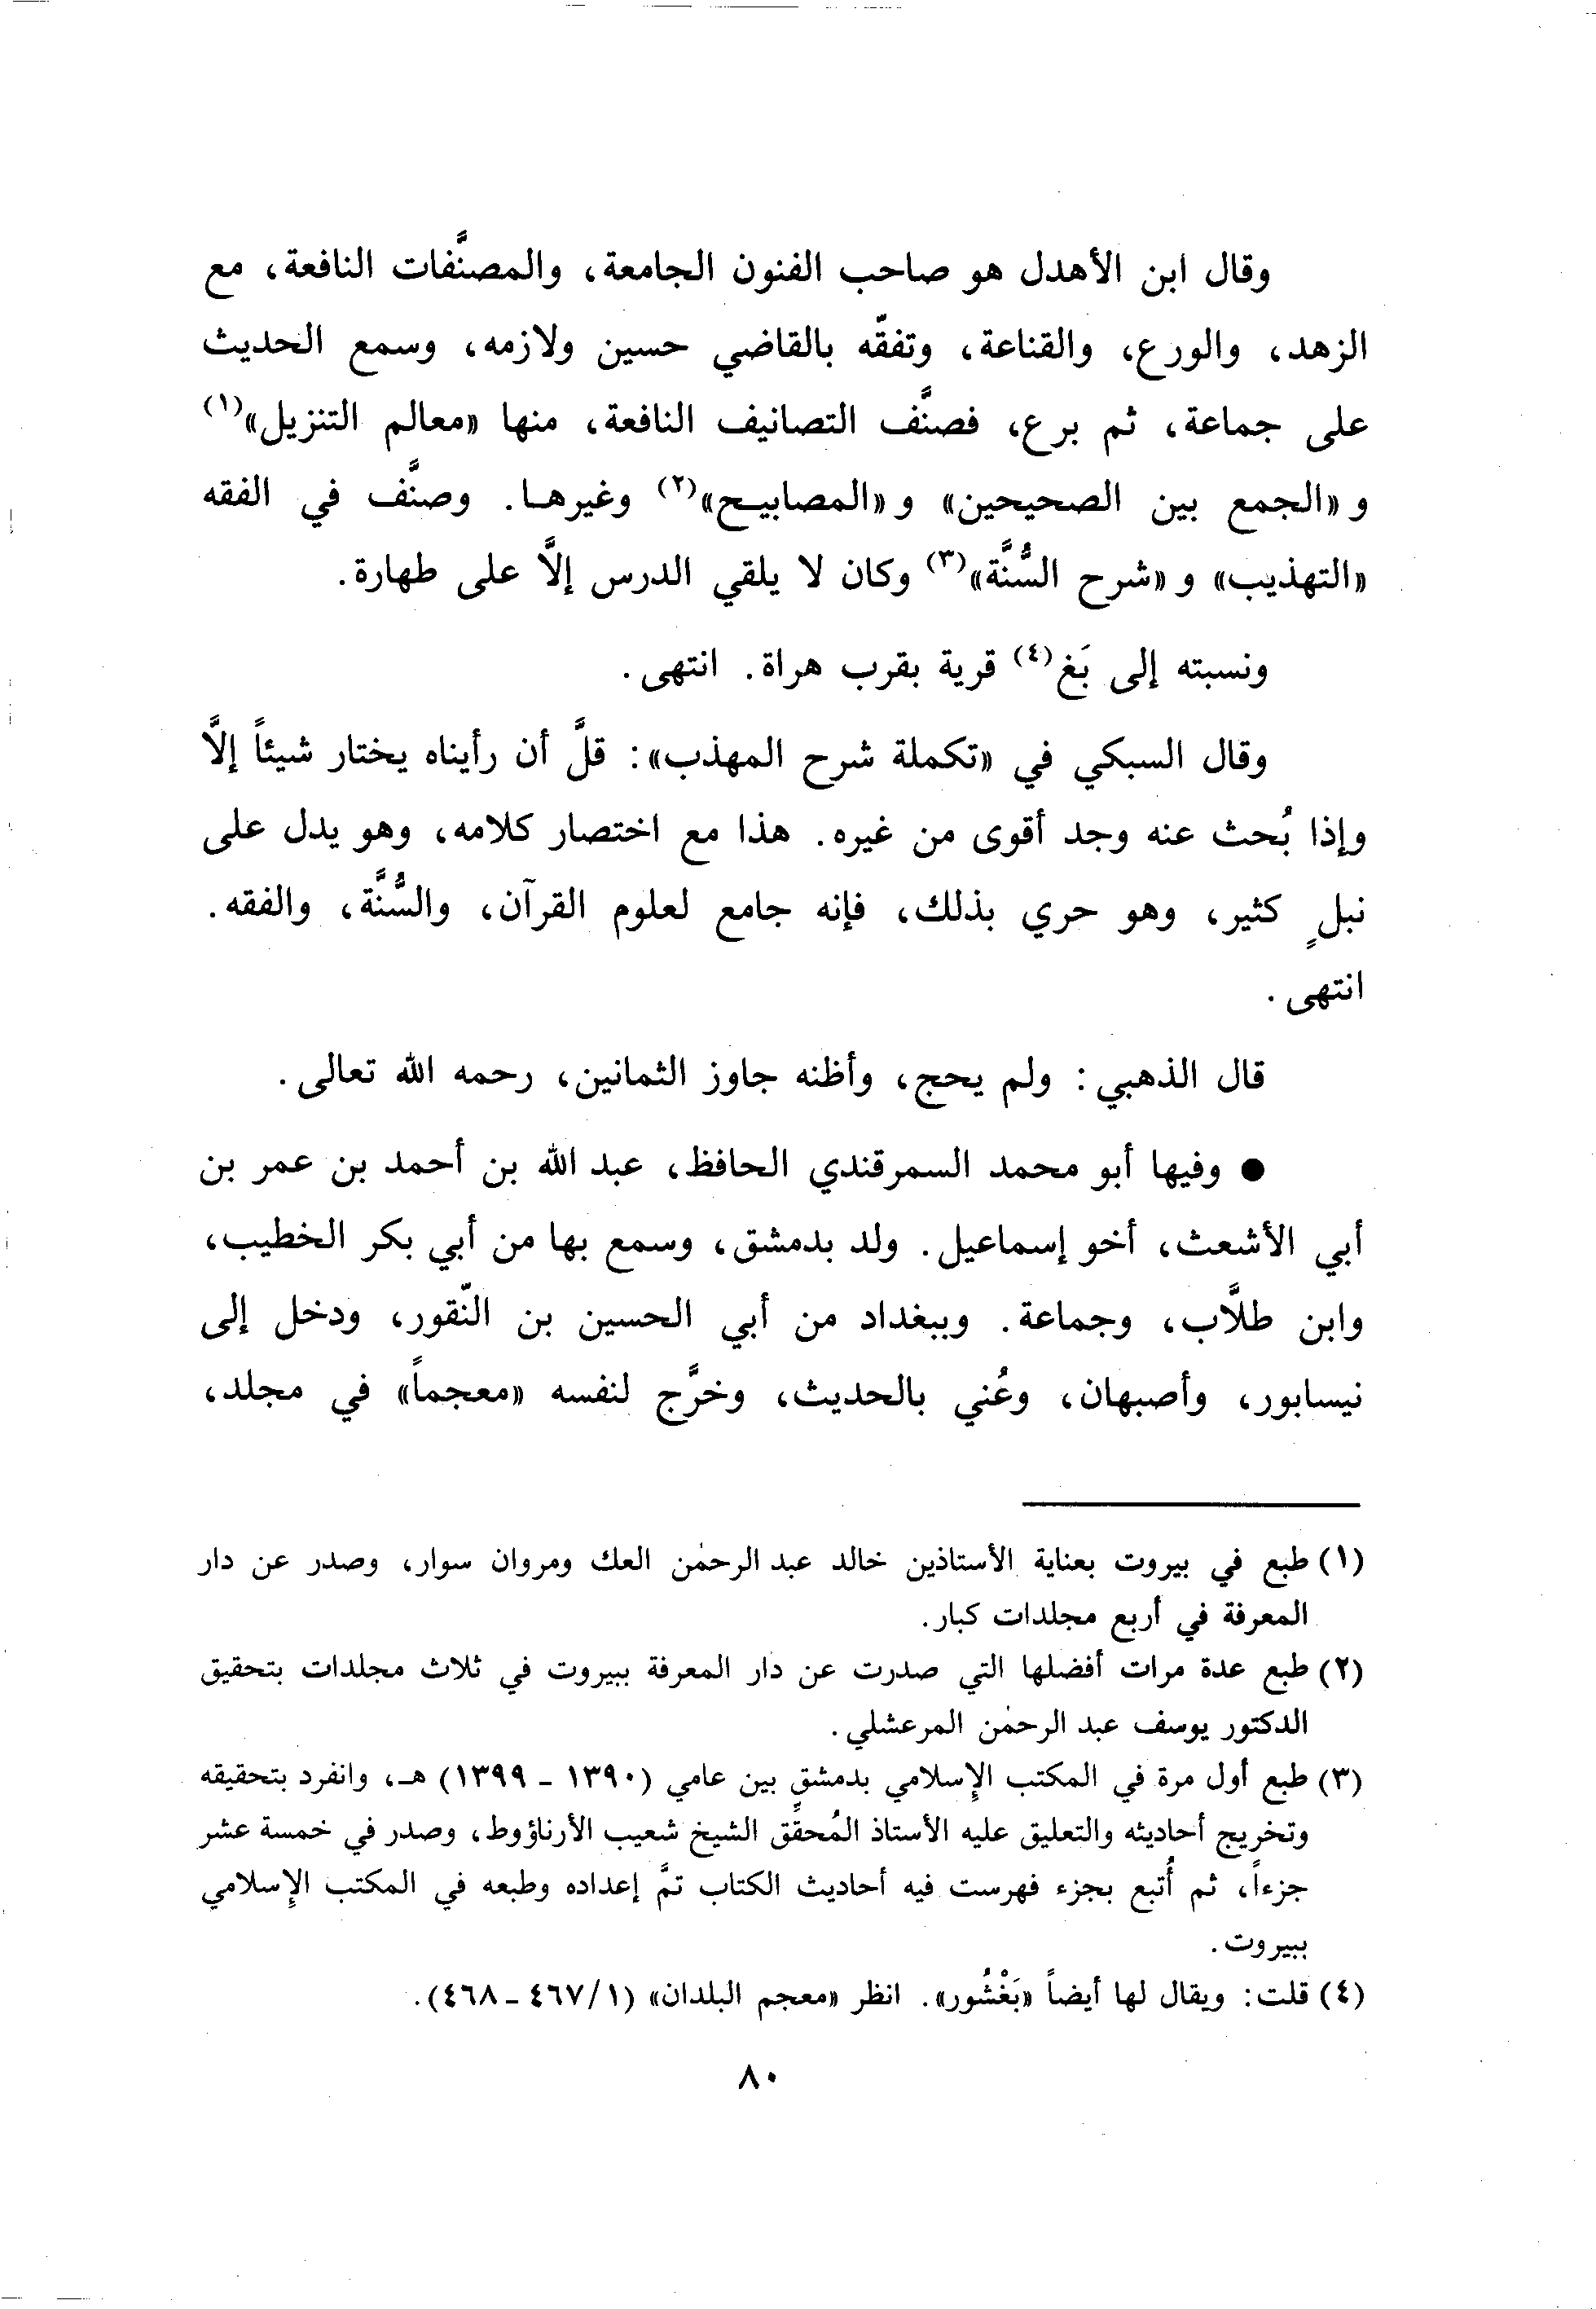 وقال ابن الأهدل هو صاحب الفنون الجامعة، والمصنَّفات النافعة، مع
الزهد، والورع، والقناعة، وتفقّه بالقاضي حسين ولازمه، وسمع الحديث
على جماعة، ثم برع، فصنَّف التصانيف النافعة، منها «معالم التنزيل»(١)
و «الجمع بين الصحيحين» و «المصابيح»(٢) وغيرها. وصنَّف في الفقه
«التهذيب» و «شرح السُّنَّة»(٣) وكان لا يلقي الدرس إلَّا على طهارة.
ونسبته إلى بَغ(٤) قرية بقرب هراة. انتهى.
وقال السبكي في «تكملة شرح المهذب»: قلَّ أن رأيناه يختار شيئاً إلَّا
وإذا بُحث عنه وجد أقوى من غيره. هذا مع اختصار كلامه، وهو يدل على
نبلٍ كثير، وهو حري بذلك، فإنه جامع لعلوم القرآن، والسُّنَّة، والفقه.
انتهى.
قال الذهبي: ولم يحج، وأظنه جاوز الثمانين، رحمه الله تعالى.
● وفيها أبو محمد السمرقندي الحافظ، عبد الله بن أحمد بن عمر بن
أبي الأشعث، أخو إسماعيل. ولد بدمشق، وسمع بها من أبي بكر الخطيب،
وابن طلَّاب، وجماعة. وببغداد من أبي الحسين بن النّقور، ودخل إلى
نيسابور، وأصبهان، وعُني بالحديث، وخرَّج لنفسه «معجماً» في مجلد،
(١) طبع في بيروت بعناية الأستاذين خالد عبد الرحمٰن العك ومروان سوار، وصدر عن دار
المعرفة في أربع مجلدات كبار.
(٢) طبع عدة مرات أفضلها التي صدرت عن دار المعرفة ببيروت في ثلاث مجلدات بتحقيق
الدكتور يوسف عبد الرحمٰن المرعشلي.
(٣) طبع أول مرة في المكتب الإسلامي بدمشق بين عامي (١٣٩٠ - ١٣٩٩) هـ، وانفرد بتحقيقه
وتخريج أحاديثه والتعليق عليه الأستاذ المُحقِّق الشيخ شعيب الأرناؤوط، وصدر في خمسة عشر
جزءاً، ثم أُتبع بجزء فهرست فيه أحاديث الكتاب تمَّ إعداده وطبعه في المكتب الإسلامي
ببيروت.
(٤) قلت: ويقال لها أيضاً «بَغْشُور». انظر «معجم البلدان» (١/ ٤٦٧ - ٤٦٨).
٨٠